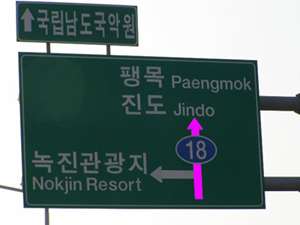 국립남도국악원
팽목 Paengmok
진도 Jindo
18
녹진관광지
Nokjin Resort